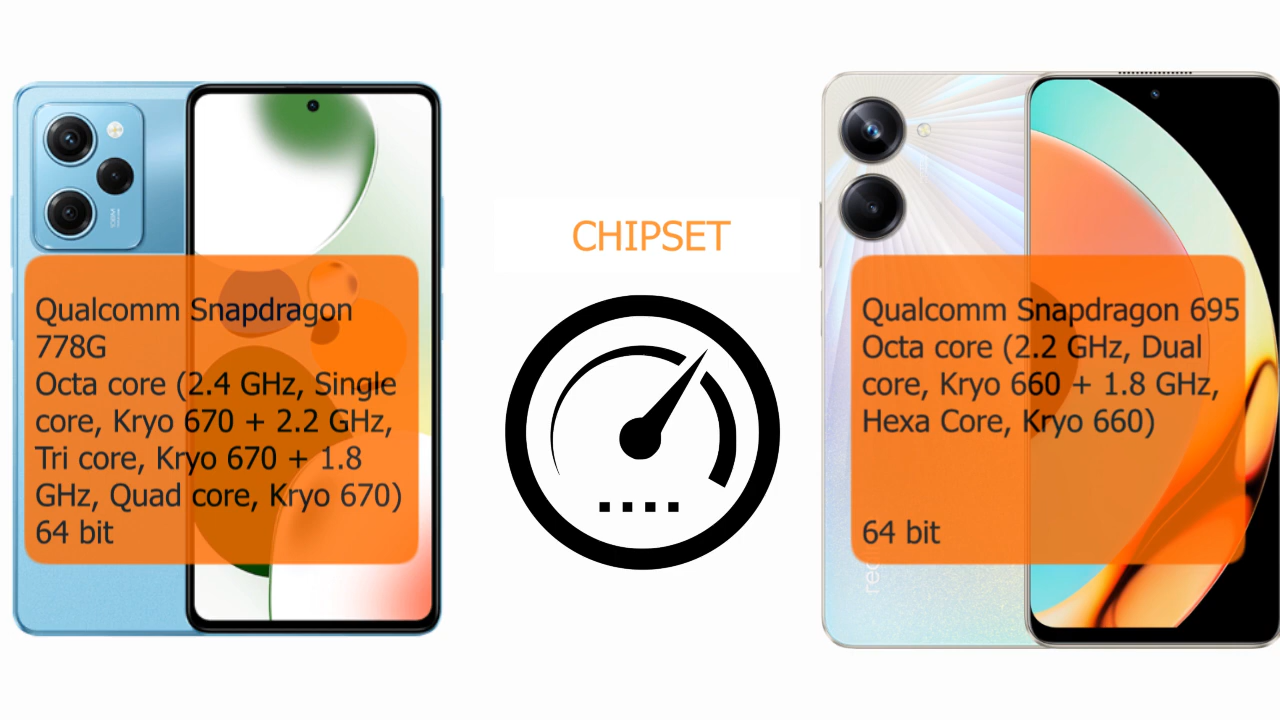 CHIPSET
Qualcomm Snapdragon
778G
Octa core (2.4 GHz, Single
core, Kryo 670 + 2.2 GHz,
Tri core, Kryo 670 + 1.8
GHz, Quad core, Kryo 670)
64 bit
Qualcomm Snapdragon 695
Octa core (2.2 GHz, Dual
core, Kryo 660 + 1.8 GHz,
Hexa Core, Kryo 660)
64 bit